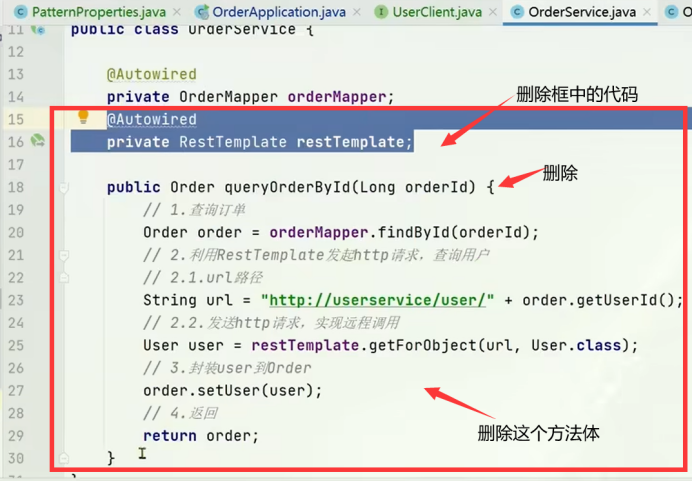 PatternProperties.java × OrderApplication.java × UserClient.java × OrderService.java × O
11 public class OrderService {
12
13 @Autowired
14 private OrderMapper orderMapper;
删除框中的代码
15 @Autowired
16 private RestTemplate restTemplate;
17
删除
18 public Order queryOrderById(Long orderId) {
19 // 1.查询订单
20 Order order = orderMapper.findById(orderId);
21 // 2.利用RestTemplate发起http请求，查询用户
22 // 2.1.url路径
23 String url = "http://userservice/user/" + order.getUserId();
24 // 2.2.发送http请求，实现远程调用
25 User user = restTemplate.getForObject(url, User.class);
26 // 3.封装user到Order
27 order.setUser(user);
28 // 4.返回
删除这个方法体
29 return order;
30 }